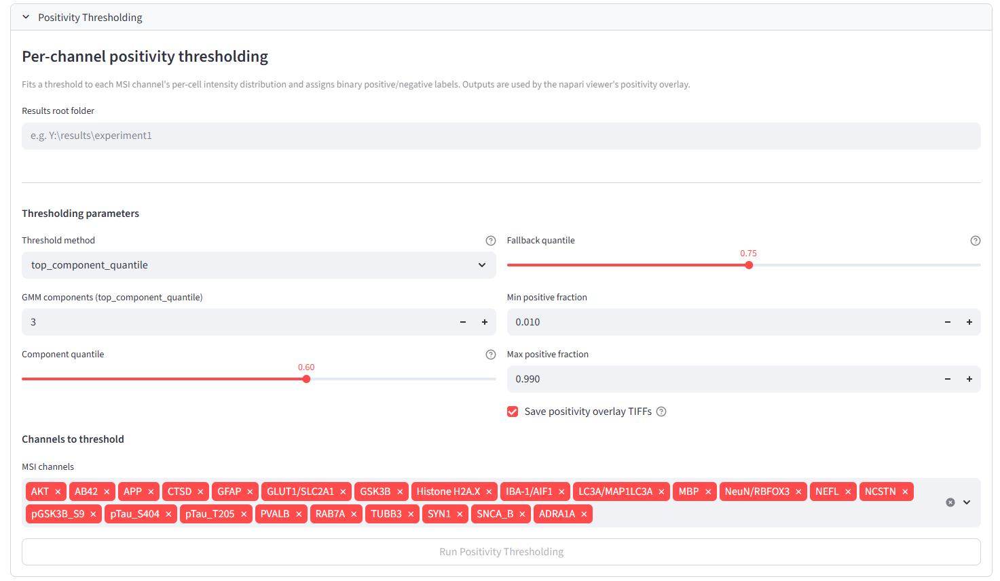 Positivity Thresholding
Per-channel positivity thresholding
Fits a threshold to each MSI channel's per-cell intensity distribution and assigns binary positive/negative labels. Outputs are used by the napari viewer's positivity overlay.
Results root folder
e.g. Y:\results\experiment1
Thresholding parameters
Threshold method
top_component_quantile
Fallback quantile
0.75
GMM components (top_component_quantile)
3
Min positive fraction
0.010
Component quantile
0.60
Max positive fraction
0.990
Save positivity overlay TIFFs
Channels to threshold
MSI channels
AKT AB42 APP CTSD GFAP GLUT1/SLC2A1 GSK3B Histone H2A.X IBA-1/AIF1 LC3A/MAP1LC3A MBP NeuN/RBFOX3 NEFL NCSTN
pGSK3B_S9 pTau_S404 pTau_T205 PVALB RAB7A TUBB3 SYN1 SNCA_B ADRA1A
Run Positivity Thresholding